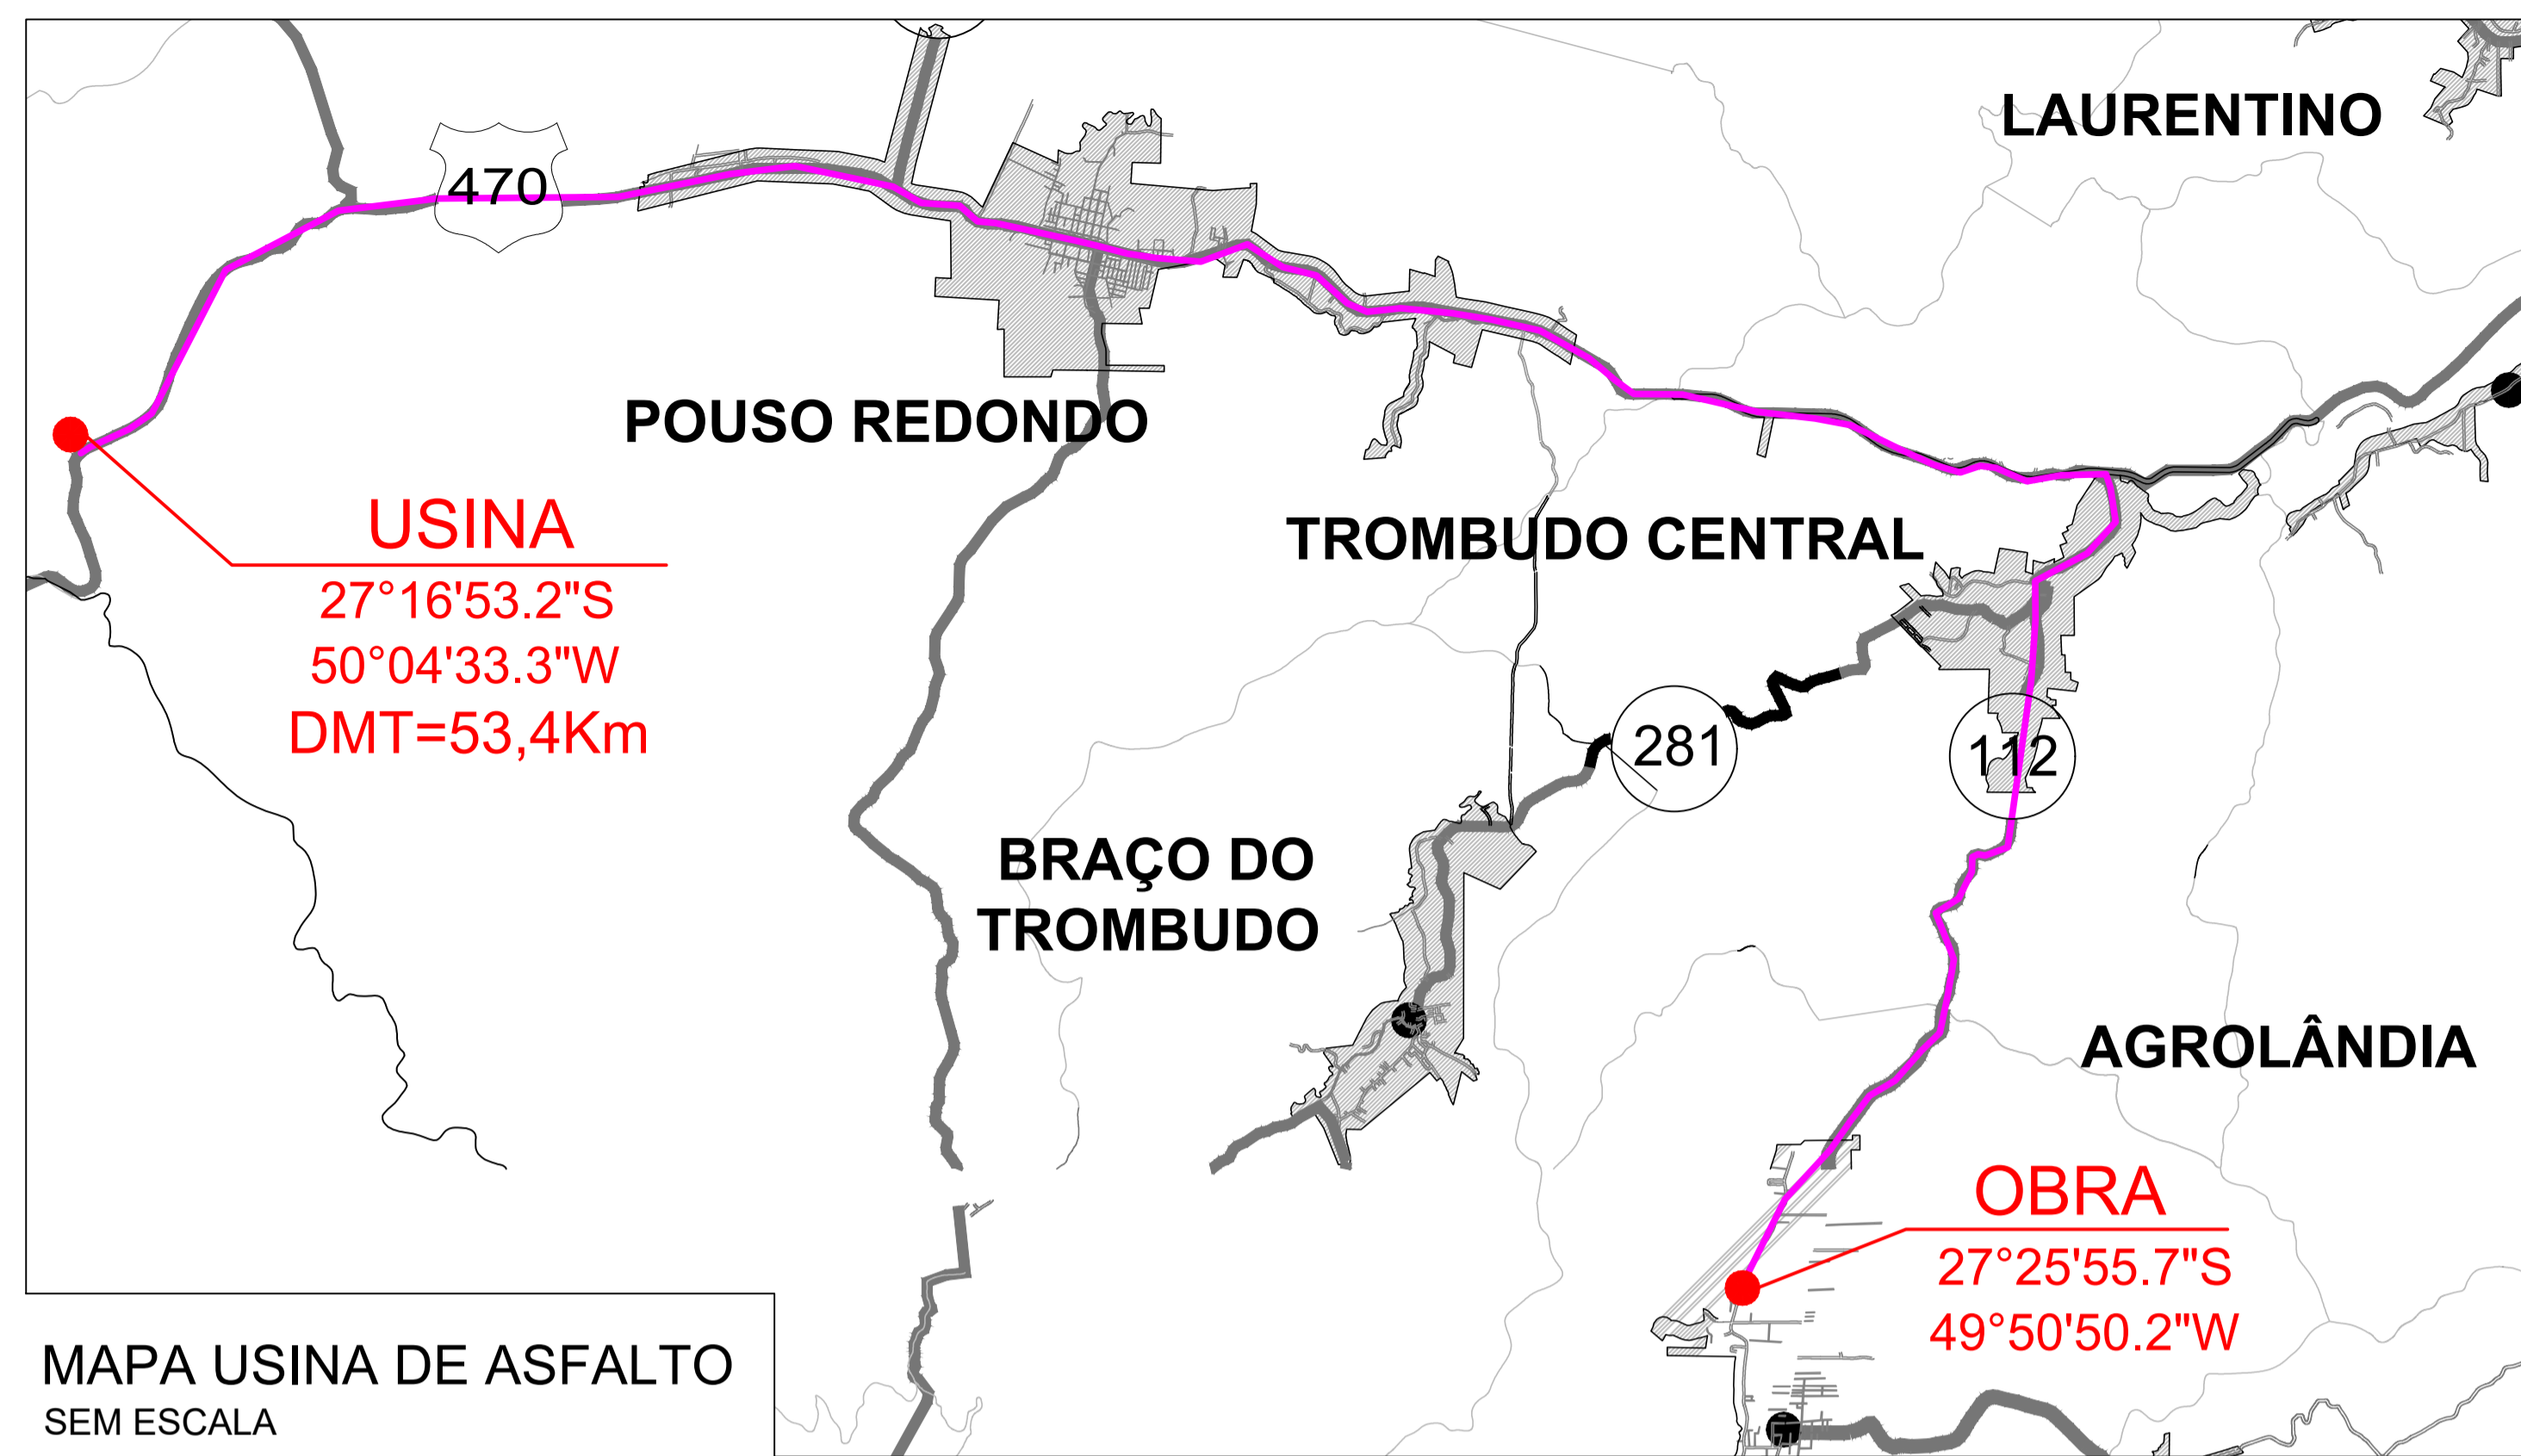 LAURENTINO
470
POUSO REDONDO
USINA
27°16'53.2"S
50°04'33.3"W
DMT=53,4Km
TROMBUDO CENTRAL
281
112
BRAÇO DO
TROMBUDO
AGROLÂNDIA
OBRA
27°25'55.7"S
49°50'50.2"W
MAPA USINA DE ASFALTO
SEM ESCALA